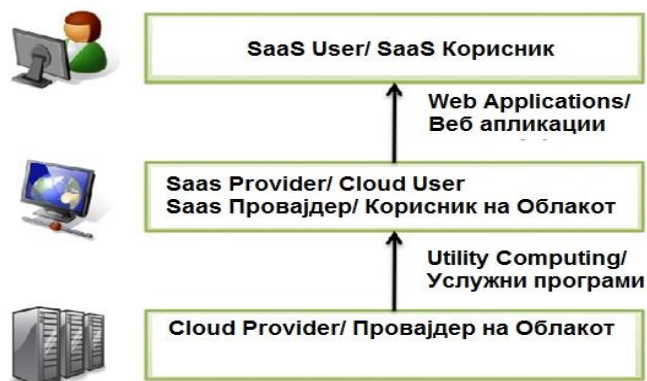 SaaS User/ SaaS Корисник
Web Applications/
Веб апликации
Saas Provider/ Cloud User
Saas Провајдер/ Корисник на Облакот
Utility Computing/
Услужни програми
Cloud Provider/ Провајдер на Облакот